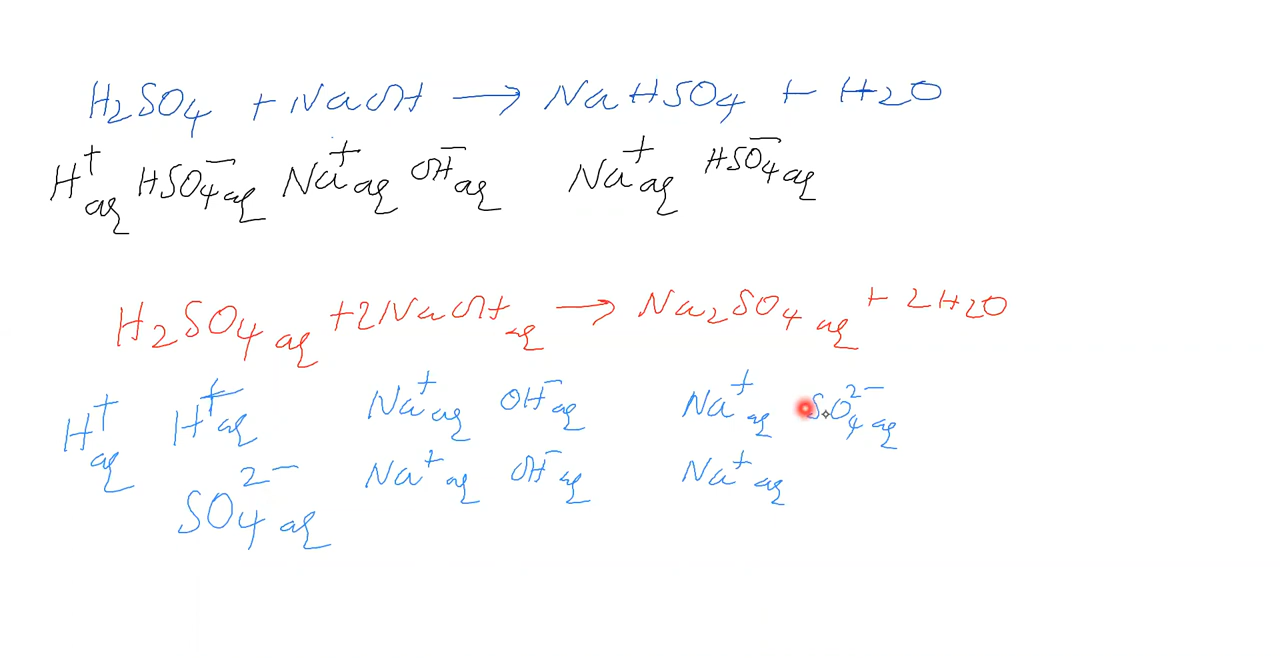 H₂SO₄ + NaOH → NaHSO₄ + H₂O
H⁺aq HSO₄⁻aq Na⁺aq OH⁻aq Na⁺aq HSO₄⁻aq
H₂SO₄ aq + 2NaOH aq → Na₂SO₄ aq + 2H₂O
H⁺aq H⁺aq Na⁺aq OH⁻aq Na⁺aq SO₄²⁻aq
SO₄²⁻aq Na⁺aq OH⁻aq Na⁺aq